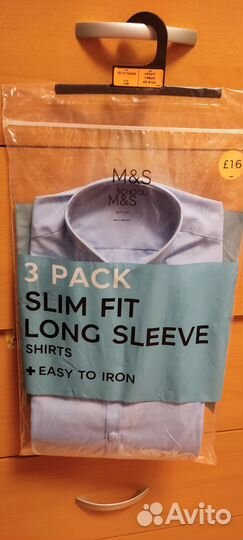 £16
M&S
SCHOOL
M&S
3 PACK
SLIM FIT
LONG SLEEVE
SHIRTS
+ EASY TO IRON
Avito